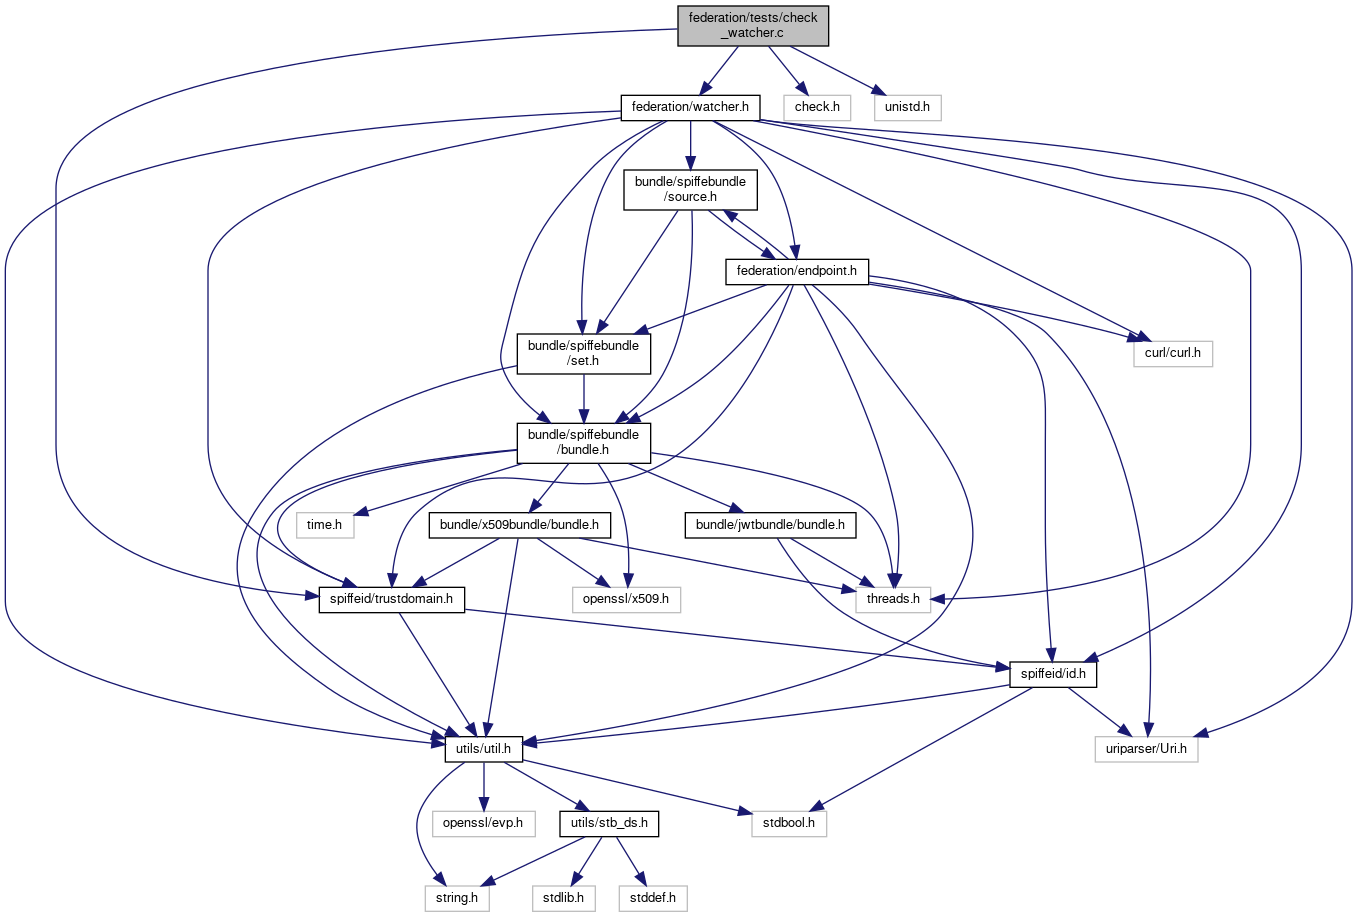 federation/tests/check
_watcher.c
federation/watcher.h
check.h
unistd.h
bundle/spiffebundle
/source.h
federation/endpoint.h
bundle/spiffebundle
/set.h
curl/curl.h
bundle/spiffebundle
/bundle.h
time.h
bundle/x509bundle/bundle.h
bundle/jwtbundle/bundle.h
spiffeid/trustdomain.h
openssl/x509.h
threads.h
spiffeid/id.h
utils/util.h
uriparser/Uri.h
openssl/evp.h
utils/stb_ds.h
stdbool.h
string.h
stdlib.h
stddef.h